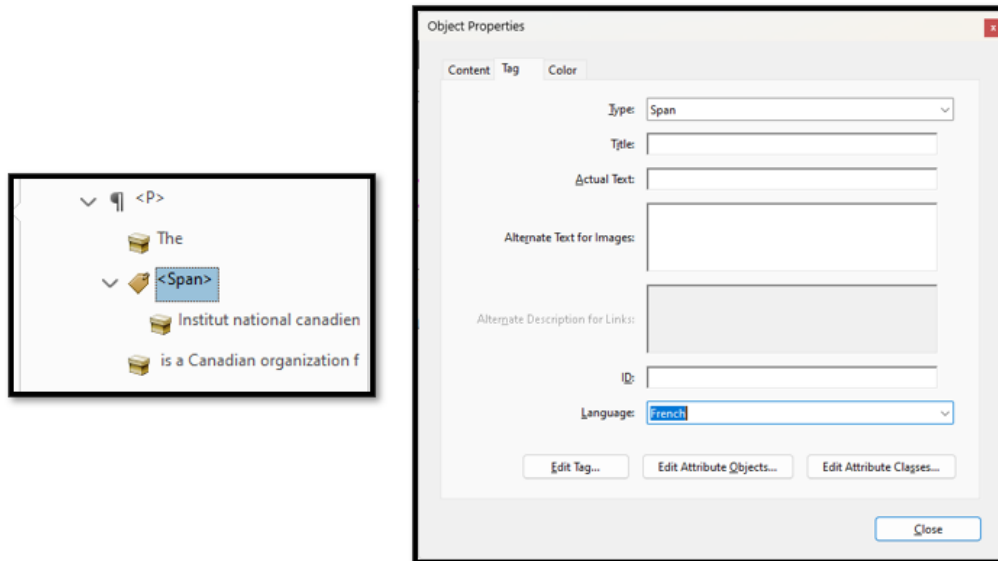 <P>
The
<Span>
Institut national canadien
is a Canadian organization f
Object Properties
x
Content Tag Color
Type: Span
Title:
Actual Text:
Alternate Text for Images:
Alternate Description for Links:
ID:
Language: French
Edit Tag... Edit Attribute Objects... Edit Attribute Classes...
Close